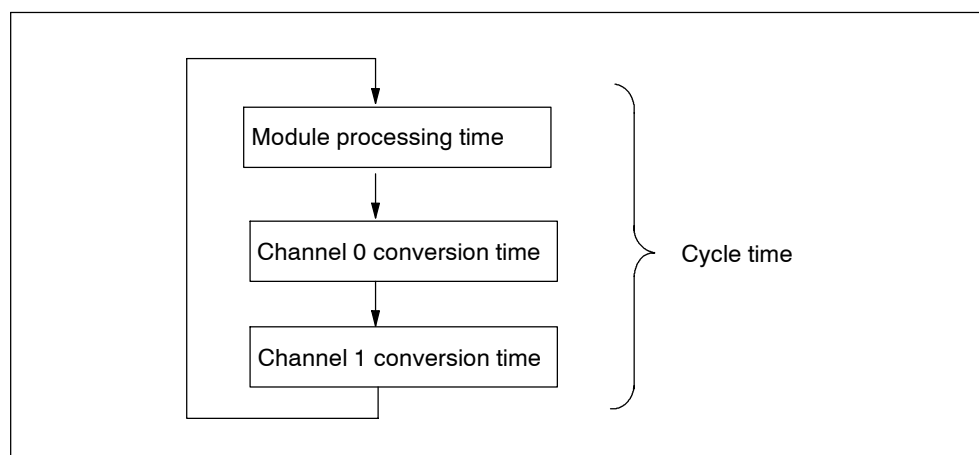 Module processing time
Channel 0 conversion time
Cycle time
Channel 1 conversion time